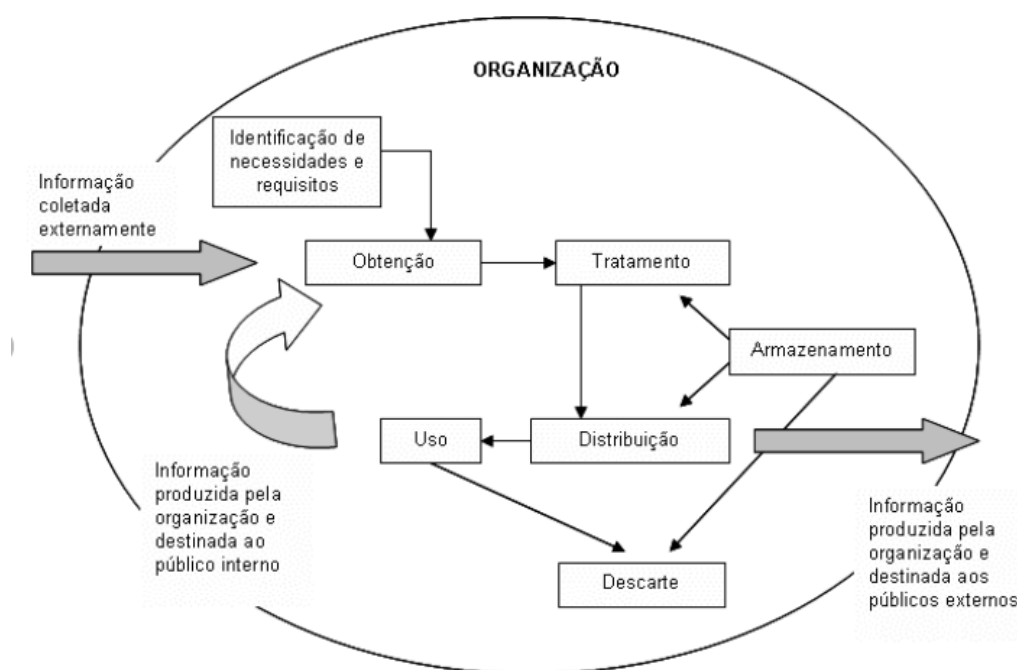 ORGANIZAÇÃO
Identificação de
necessidades e
requisitos
Informação
coletada
externamente
Obtenção
Tratamento
Armazenamento
Uso
Distribuição
Informação
produzida pela
organização e
destinada ao
público interno
Informação
produzida pela
organização e
destinada aos
públicos externos
Descarte